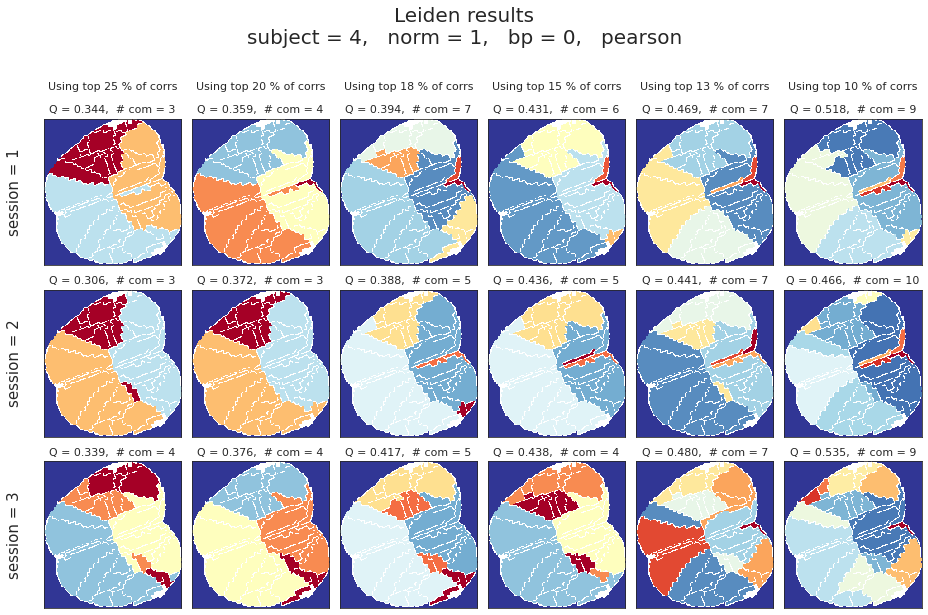 Leiden results
subject = 4,   norm = 1,   bp = 0,   pearson
Using top 25 % of corrs
Using top 20 % of corrs
Using top 18 % of corrs
Using top 15 % of corrs
Using top 13 % of corrs
Using top 10 % of corrs
Q = 0.344,  # com = 3
Q = 0.359,  # com = 4
Q = 0.394,  # com = 7
Q = 0.431,  # com = 6
Q = 0.469,  # com = 7
Q = 0.518,  # com = 9
session = 1
Q = 0.306,  # com = 3
Q = 0.372,  # com = 3
Q = 0.388,  # com = 5
Q = 0.436,  # com = 5
Q = 0.441,  # com = 7
Q = 0.466,  # com = 10
session = 2
Q = 0.339,  # com = 4
Q = 0.376,  # com = 4
Q = 0.417,  # com = 5
Q = 0.438,  # com = 4
Q = 0.480,  # com = 7
Q = 0.535,  # com = 9
session = 3